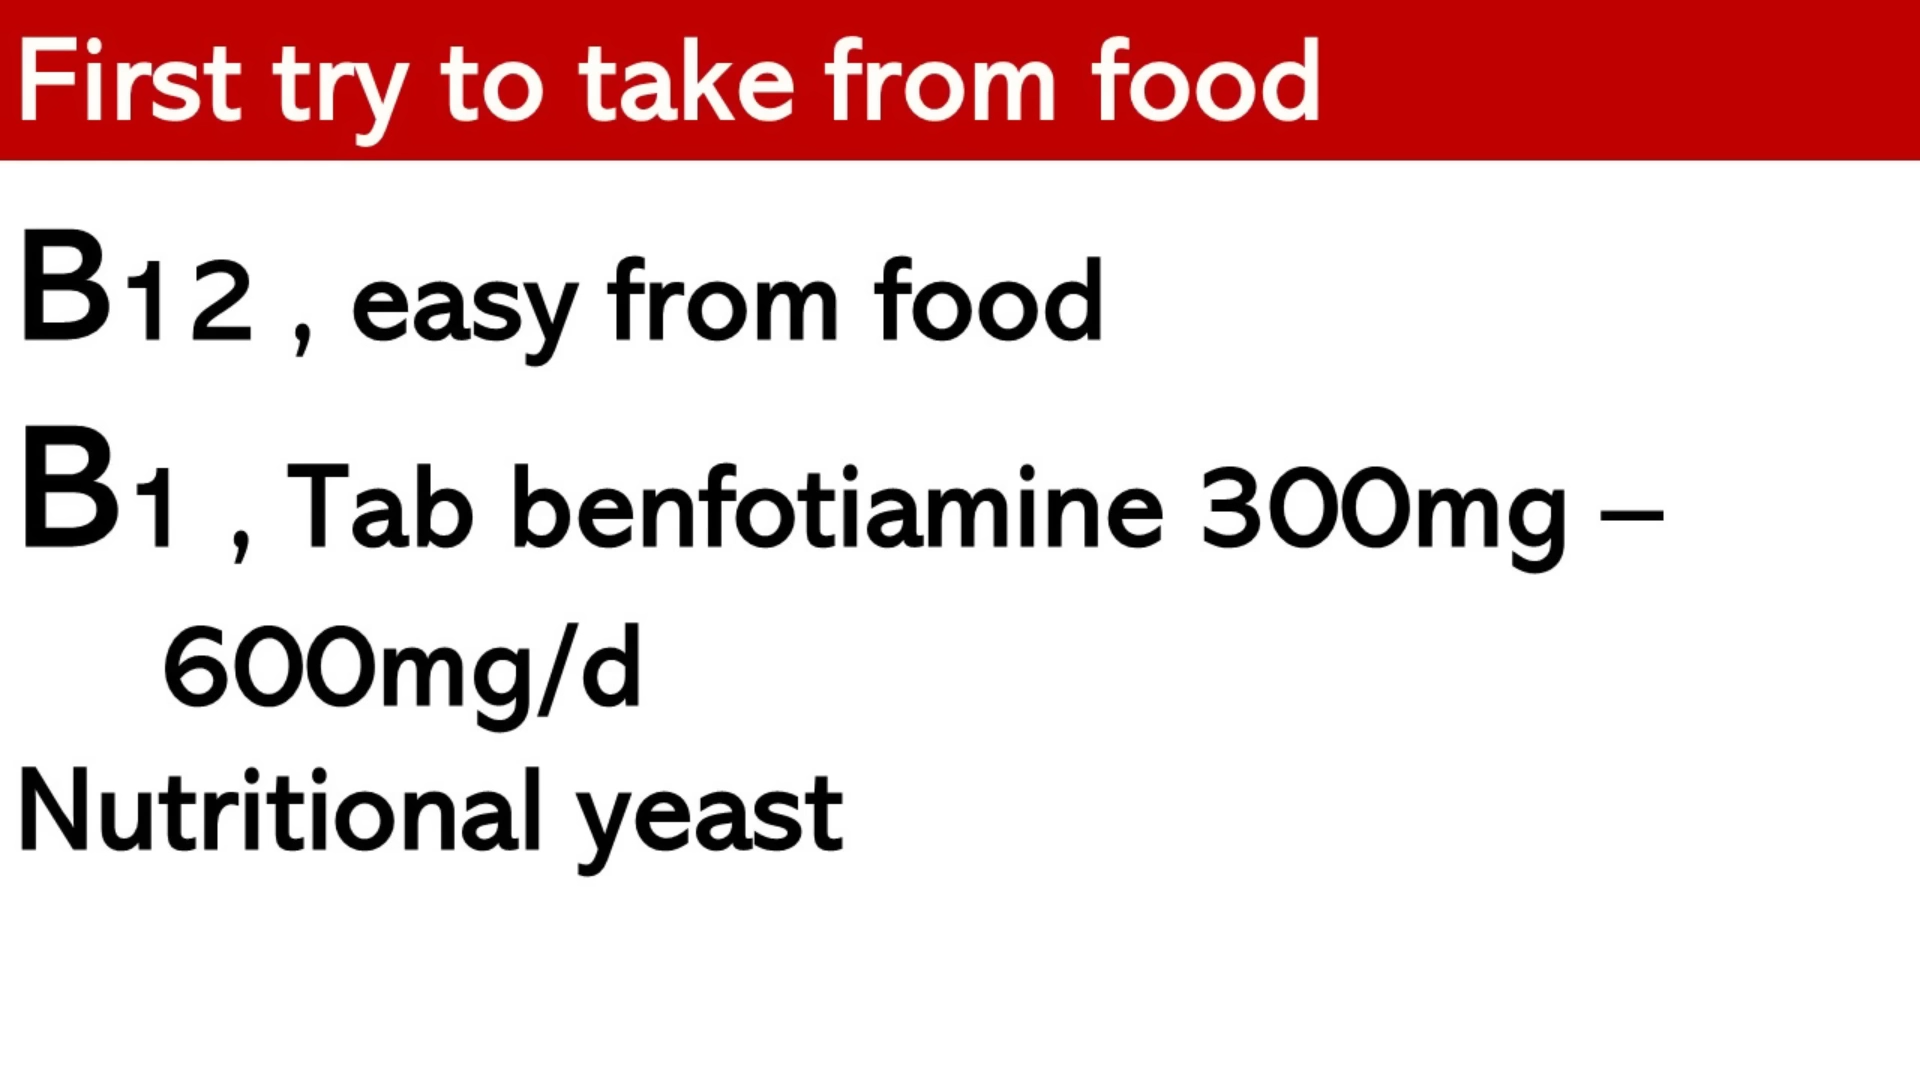 First try to take from food
B12 , easy from food
B1 , Tab benfotiamine 300mg –
600mg/d
Nutritional yeast